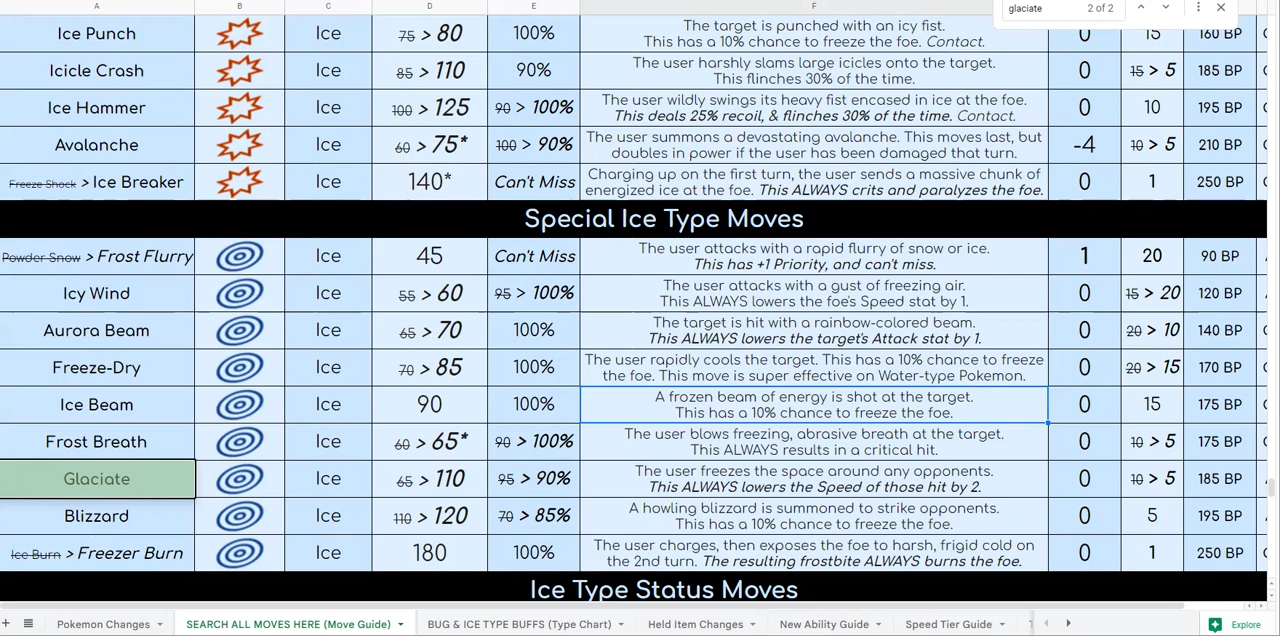 glaciate 2 of 2
A B C D E F
Ice Punch Ice 75 > 80 100% The target is punched with an icy fist. This has a 10% chance to freeze the foe. Contact. 0 15 160 BP
Icicle Crash Ice 85 > 110 90% The user harshly slams large icicles onto the target. This flinches 30% of the time. 0 15 > 5 185 BP
Ice Hammer Ice 100 > 125 90 > 100% The user wildly swings its heavy fist encased in ice at the foe. This deals 25% recoil, & flinches 30% of the time. Contact. 0 10 195 BP
Avalanche Ice 60 > 75* 100 > 90% The user summons a devastating avalanche. This moves last, but doubles in power if the user has been damaged that turn. -4 10 > 5 210 BP
Freeze Shock > Ice Breaker Ice 140* Can't Miss Charging up on the first turn, the user sends a massive chunk of energized ice at the foe. This ALWAYS crits and paralyzes the foe. 0 1 250 BP
Special Ice Type Moves
Powder Snow > Frost Flurry Ice 45 Can't Miss The user attacks with a rapid flurry of snow or ice. This has +1 Priority, and can't miss. 1 20 90 BP
Icy Wind Ice 55 > 60 95 > 100% The user attacks with a gust of freezing air. This ALWAYS lowers the foe's Speed stat by 1. 0 15 > 20 120 BP
Aurora Beam Ice 65 > 70 100% The target is hit with a rainbow-colored beam. This ALWAYS lowers the target's Attack stat by 1. 0 20 > 10 140 BP
Freeze-Dry Ice 70 > 85 100% The user rapidly cools the target. This has a 10% chance to freeze the foe. This move is super effective on Water-type Pokemon. 0 20 > 15 170 BP
Ice Beam Ice 90 100% A frozen beam of energy is shot at the target. This has a 10% chance to freeze the foe. 0 15 175 BP
Frost Breath Ice 60 > 65* 90 > 100% The user blows freezing, abrasive breath at the target. This ALWAYS results in a critical hit. 0 10 > 5 175 BP
Glaciate Ice 65 > 110 95 > 90% The user freezes the space around any opponents. This ALWAYS lowers the Speed of those hit by 2. 0 10 > 5 185 BP
Blizzard Ice 110 > 120 70 > 85% A howling blizzard is summoned to strike opponents. This has a 10% chance to freeze the foe. 0 5 195 BP
Ice Burn > Freezer Burn Ice 180 100% The user charges, then exposes the foe to harsh, frigid cold on the 2nd turn. The resulting frostbite ALWAYS burns the foe. 0 1 250 BP
Ice Type Status Moves
Pokemon Changes SEARCH ALL MOVES HERE (Move Guide) BUG & ICE TYPE BUFFS (Type Chart) Held Item Changes New Ability Guide Speed Tier Guide Explore